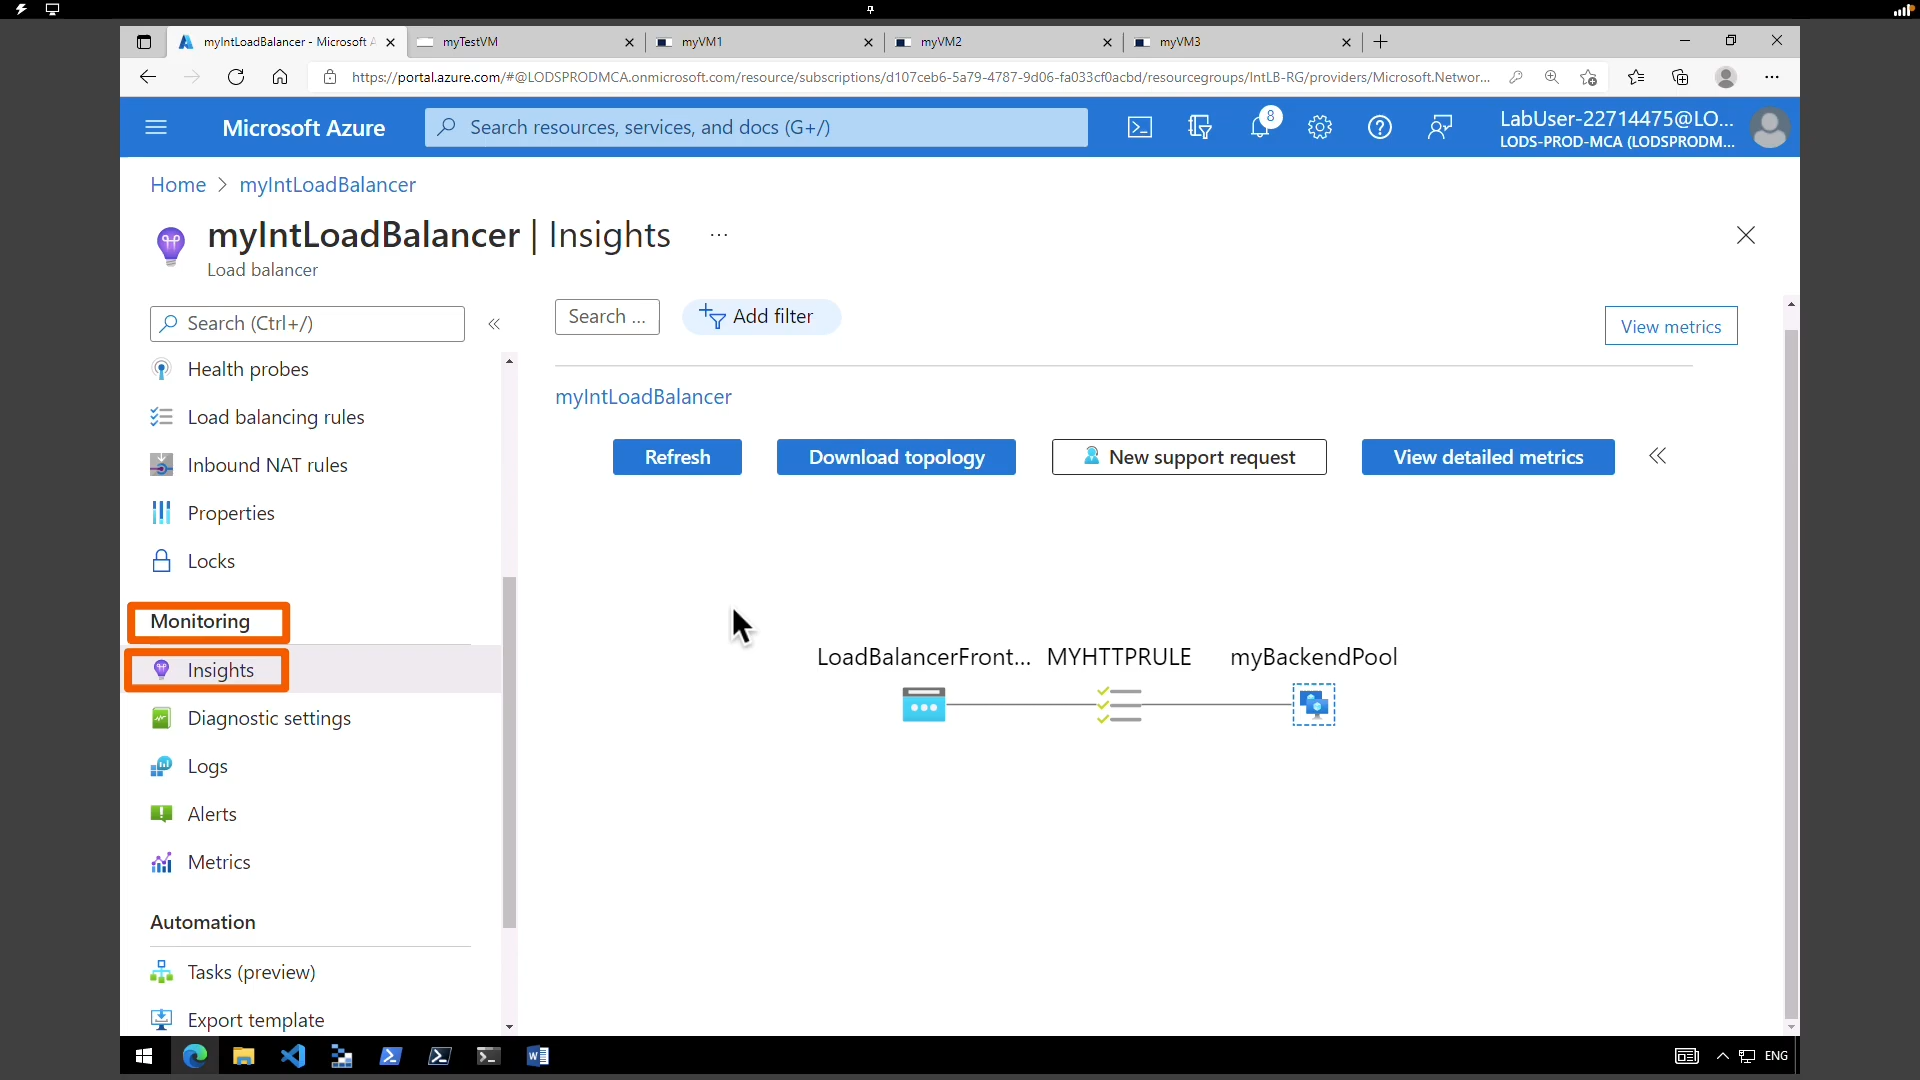 myIntLoadBalancer - Microsoft A
myTestVM
myVM1
myVM2
myVM3
https://portal.azure.com/#@LODSPRODMCA.onmicrosoft.com/resource/subscriptions/d107ceb6-5a79-4787-9d06-fa033cf0acbd/resourcegroups/IntLB-RG/providers/Microsoft.Networ...
Microsoft Azure
Search resources, services, and docs (G+/)
8
LabUser-22714475@LO...
LODS-PROD-MCA (LODSPRODM...
Home > myIntLoadBalancer
myIntLoadBalancer | Insights ...
Load balancer
Search (Ctrl+/)
Health probes
Load balancing rules
Inbound NAT rules
Properties
Locks
Monitoring
Insights
Diagnostic settings
Logs
Alerts
Metrics
Automation
Tasks (preview)
Export template
Search ...
Add filter
View metrics
myIntLoadBalancer
Refresh
Download topology
New support request
View detailed metrics
LoadBalancerFront...
MYHTTPRULE
myBackendPool
ENG